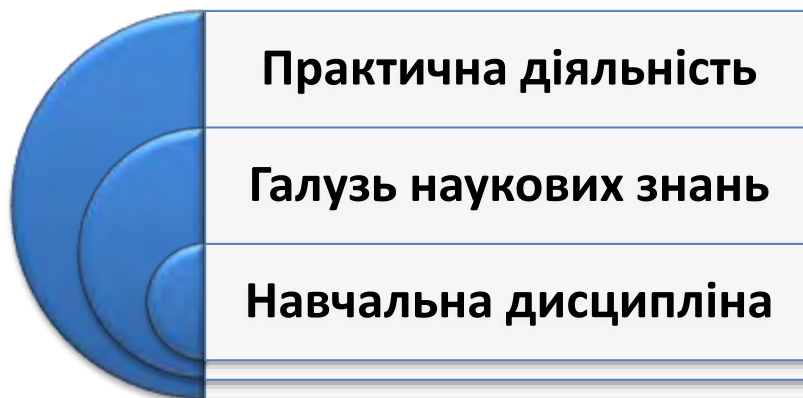 Практична діяльність
Галузь наукових знань
Навчальна дисципліна